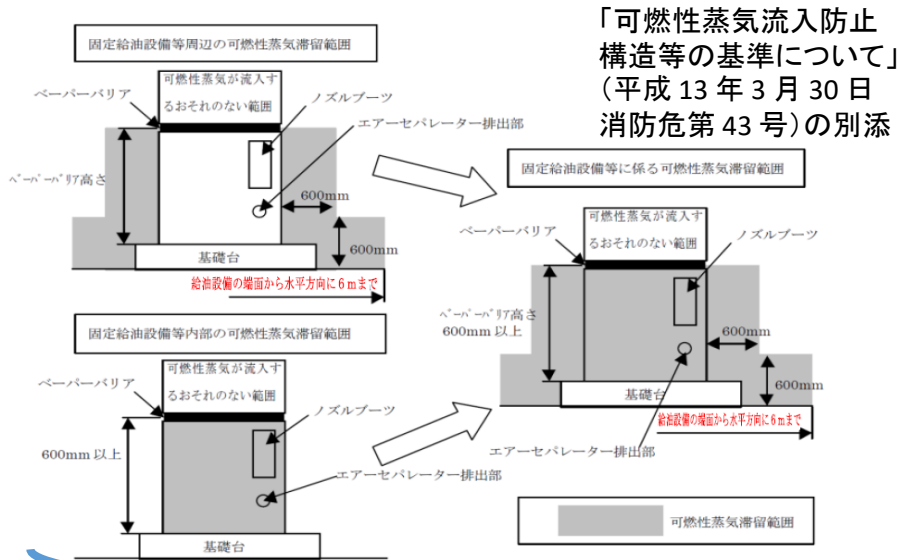 「可燃性蒸気流入防止
構造等の基準について」
（平成 13 年 3 月 30 日
消防危第 43 号）の別添
固定給油設備等周辺の可燃性蒸気滞留範囲
可燃性蒸気が流入す
るおそれのない範囲
ベーパーバリア
ノズルブーツ
エアーセパレーター排出部
ベーパーバリア高さ
600mm
600mm
基礎台
給油設備の端面から水平方向に６ｍまで
固定給油設備等内部の可燃性蒸気滞留範囲
可燃性蒸気が流入す
るおそれのない範囲
ベーパーバリア
ノズルブーツ
600mm 以上
エアーセパレーター排出部
基礎台
固定給油設備等に係る可燃性蒸気滞留範囲
可燃性蒸気が流入す
るおそれのない範囲
ベーパーバリア
ノズルブーツ
ベーパーバリア高さ
600mm 以上
600mm
600mm
基礎台
給油設備の端面から水平方向に６ｍまで
エアーセパレーター排出部
可燃性蒸気滞留範囲